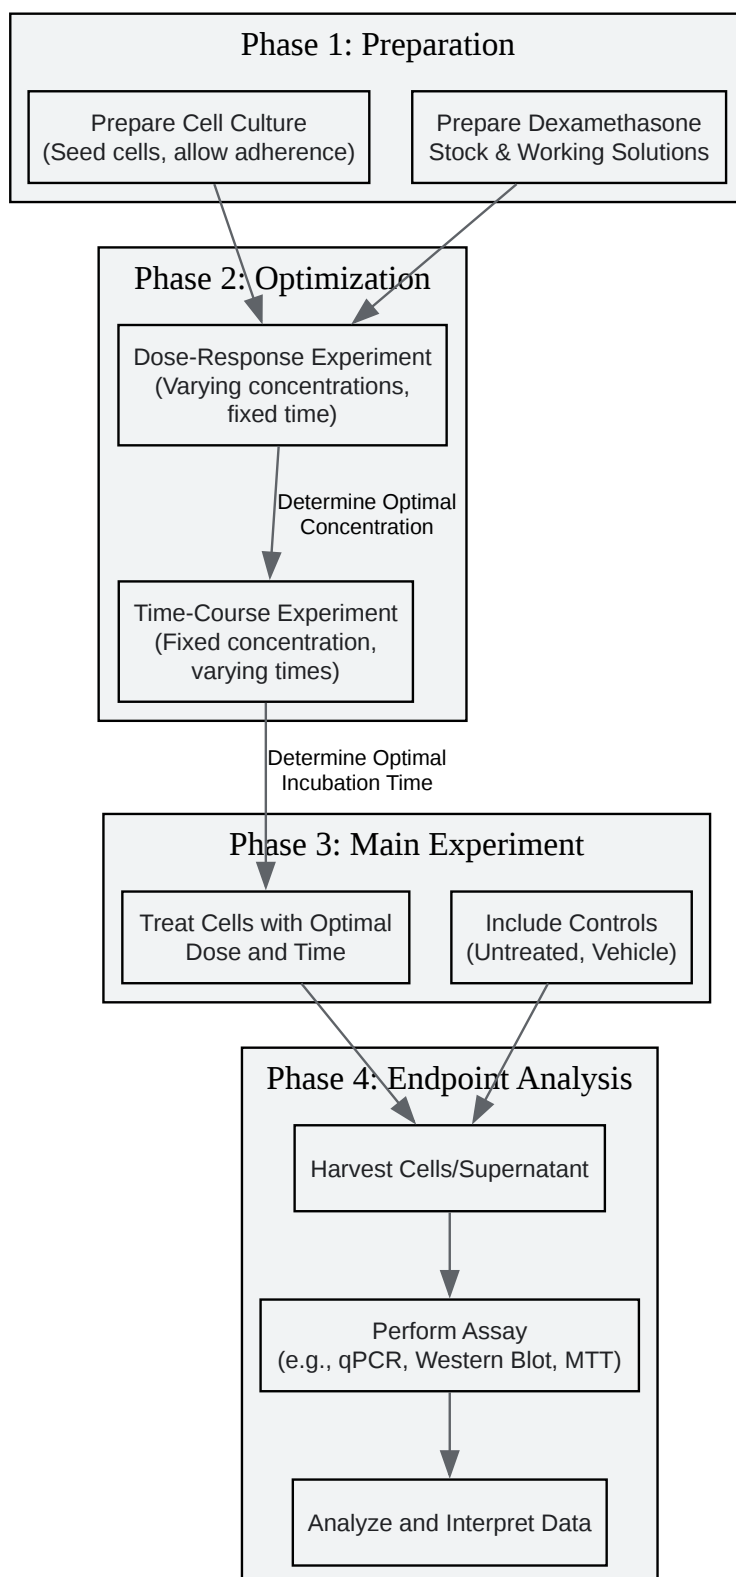 Phase 1: Preparation
Prepare Cell Culture
(Seed cells, allow adherence)
Prepare Dexamethasone
Stock & Working Solutions
Phase 2: Optimization
Dose-Response Experiment
(Varying concentrations,
fixed time)
Determine Optimal
Concentration
Time-Course Experiment
(Fixed concentration,
varying times)
Determine Optimal
Incubation Time
Phase 3: Main Experiment
Treat Cells with Optimal
Dose and Time
Include Controls
(Untreated, Vehicle)
Phase 4: Endpoint Analysis
Harvest Cells/Supernatant
Perform Assay
(e.g., qPCR, Western Blot, MTT)
Analyze and Interpret Data